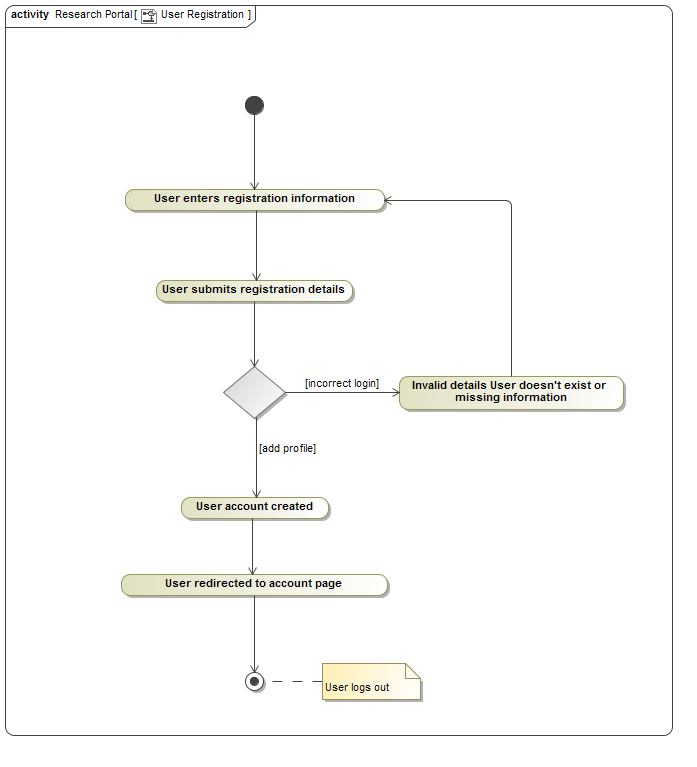 activity Research Portal[ User Registration ]
User enters registration information
User submits registration details
[incorrect login]
Invalid details User doesn't exist or
missing information
[add profile]
User account created
User redirected to account page
User logs out